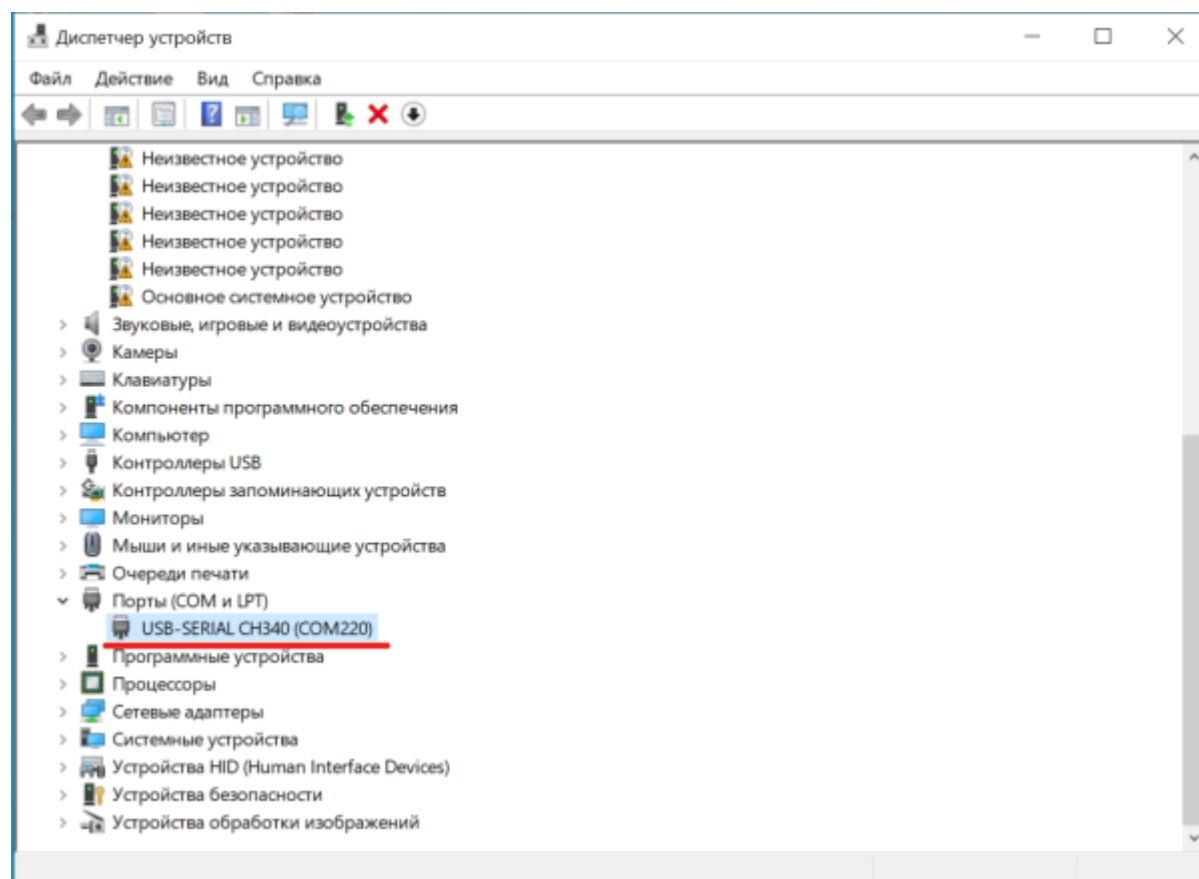 Диспетчер устройств
Файл Действие Вид Справка
Неизвестное устройство
Неизвестное устройство
Неизвестное устройство
Неизвестное устройство
Неизвестное устройство
Основное системное устройство
Звуковые, игровые и видеоустройства
Камеры
Клавиатуры
Компоненты программного обеспечения
Компьютер
Контроллеры USB
Контроллеры запоминающих устройств
Мониторы
Мыши и иные указывающие устройства
Очереди печати
Порты (COM и LPT)
USB-SERIAL CH340 (COM220)
Программные устройства
Процессоры
Сетевые адаптеры
Системные устройства
Устройства HID (Human Interface Devices)
Устройства безопасности
Устройства обработки изображений